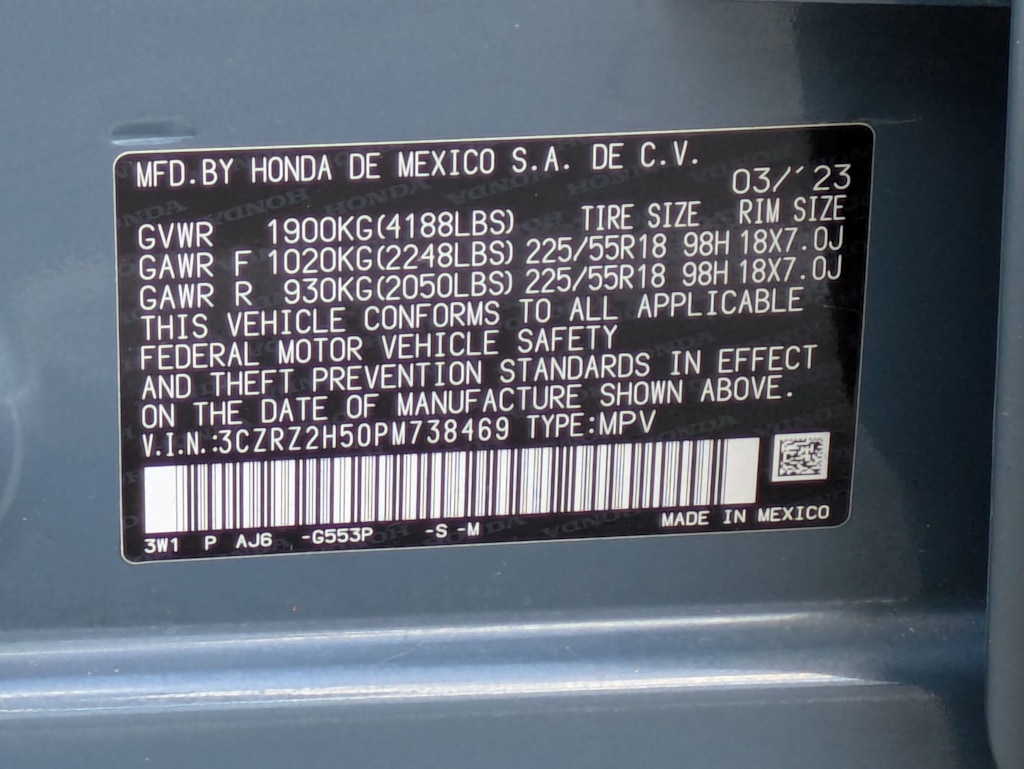 MFD.BY HONDA DE MEXICO S.A. DE C.V.
03/'23
GVWR 1900KG(4188LBS) TIRE SIZE RIM SIZE
GAWR F 1020KG(2248LBS) 225/55R18 98H 18X7.0J
GAWR R 930KG(2050LBS) 225/55R18 98H 18X7.0J
THIS VEHICLE CONFORMS TO ALL APPLICABLE
FEDERAL MOTOR VEHICLE SAFETY
AND THEFT PREVENTION STANDARDS IN EFFECT
ON THE DATE OF MANUFACTURE SHOWN ABOVE.
V.I.N.:3CZRZ2H50PM738469 TYPE:MPV
3W1 P AJ6 -G553P -S -M MADE IN MEXICO